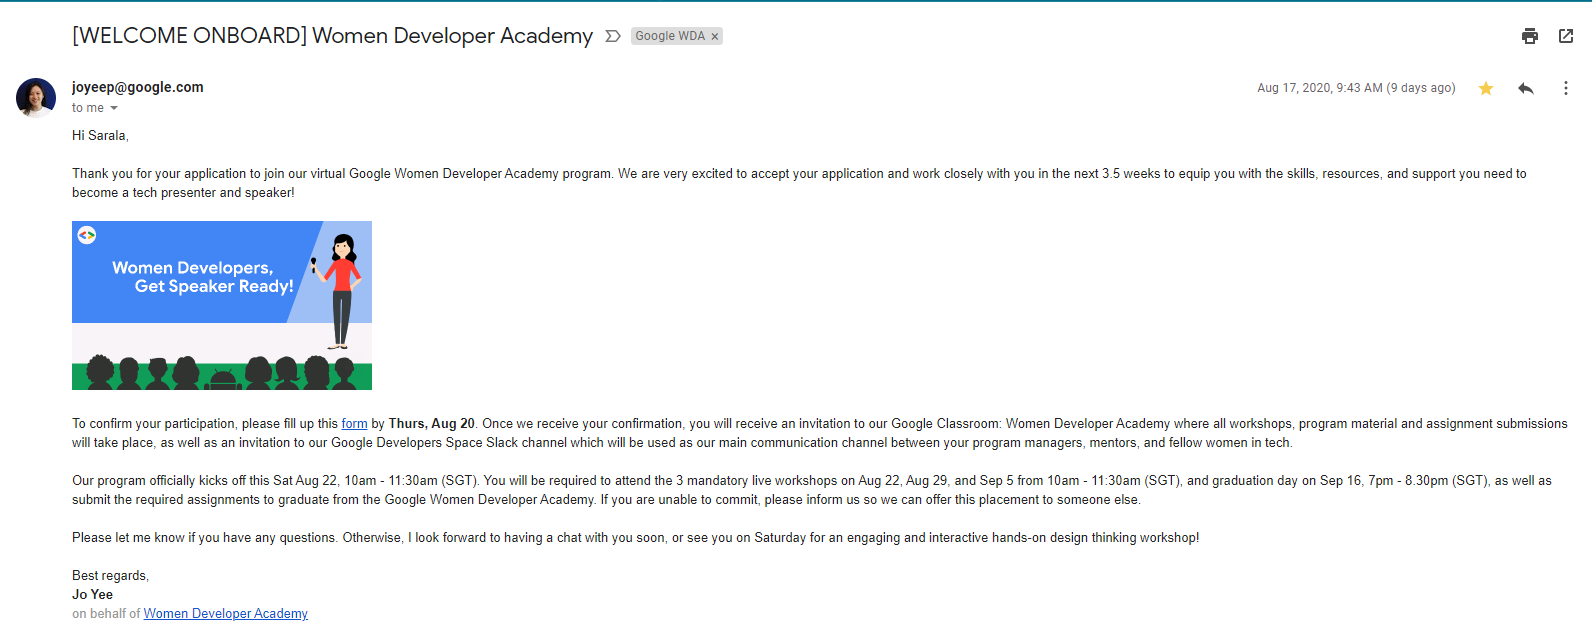 [WELCOME ONBOARD] Women Developer Academy
Google WDA ×
joyeep@google.com
Aug 17, 2020, 9:43 AM (9 days ago)
to me
Hi Sarala,
Thank you for your application to join our virtual Google Women Developer Academy program. We are very excited to accept your application and work closely with you in the next 3.5 weeks to equip you with the skills, resources, and support you need to
become a tech presenter and speaker!
Women Developers,
Get Speaker Ready!
To confirm your participation, please fill up this form by Thurs, Aug 20. Once we receive your confirmation, you will receive an invitation to our Google Classroom: Women Developer Academy where all workshops, program material and assignment submissions
will take place, as well as an invitation to our Google Developers Space Slack channel which will be used as our main communication channel between your program managers, mentors, and fellow women in tech.
Our program officially kicks off this Sat Aug 22, 10am - 11:30am (SGT). You will be required to attend the 3 mandatory live workshops on Aug 22, Aug 29, and Sep 5 from 10am - 11:30am (SGT), and graduation day on Sep 16, 7pm - 8.30pm (SGT), as well as
submit the required assignments to graduate from the Google Women Developer Academy. If you are unable to commit, please inform us so we can offer this placement to someone else.
Please let me know if you have any questions. Otherwise, I look forward to having a chat with you soon, or see you on Saturday for an engaging and interactive hands-on design thinking workshop!
Best regards,
Jo Yee
on behalf of Women Developer Academy